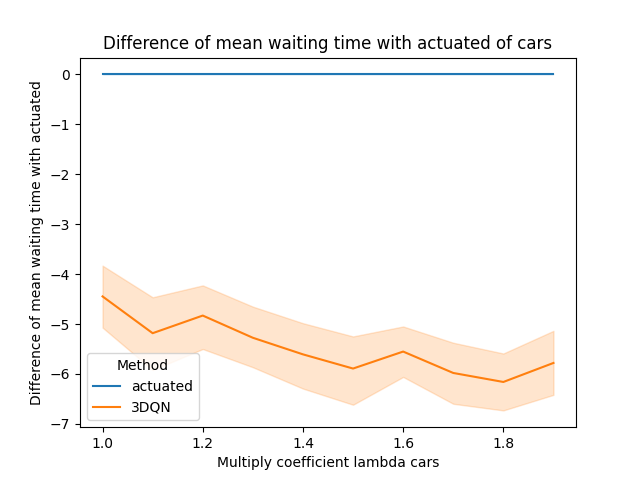 Difference of mean waiting time with actuated of cars
Difference of mean waiting time with actuated
0
−1
−2
−3
−4
−5
−6
−7
Method
actuated
3DQN
1.0
1.2
1.4
1.6
1.8
Multiply coefficient lambda cars